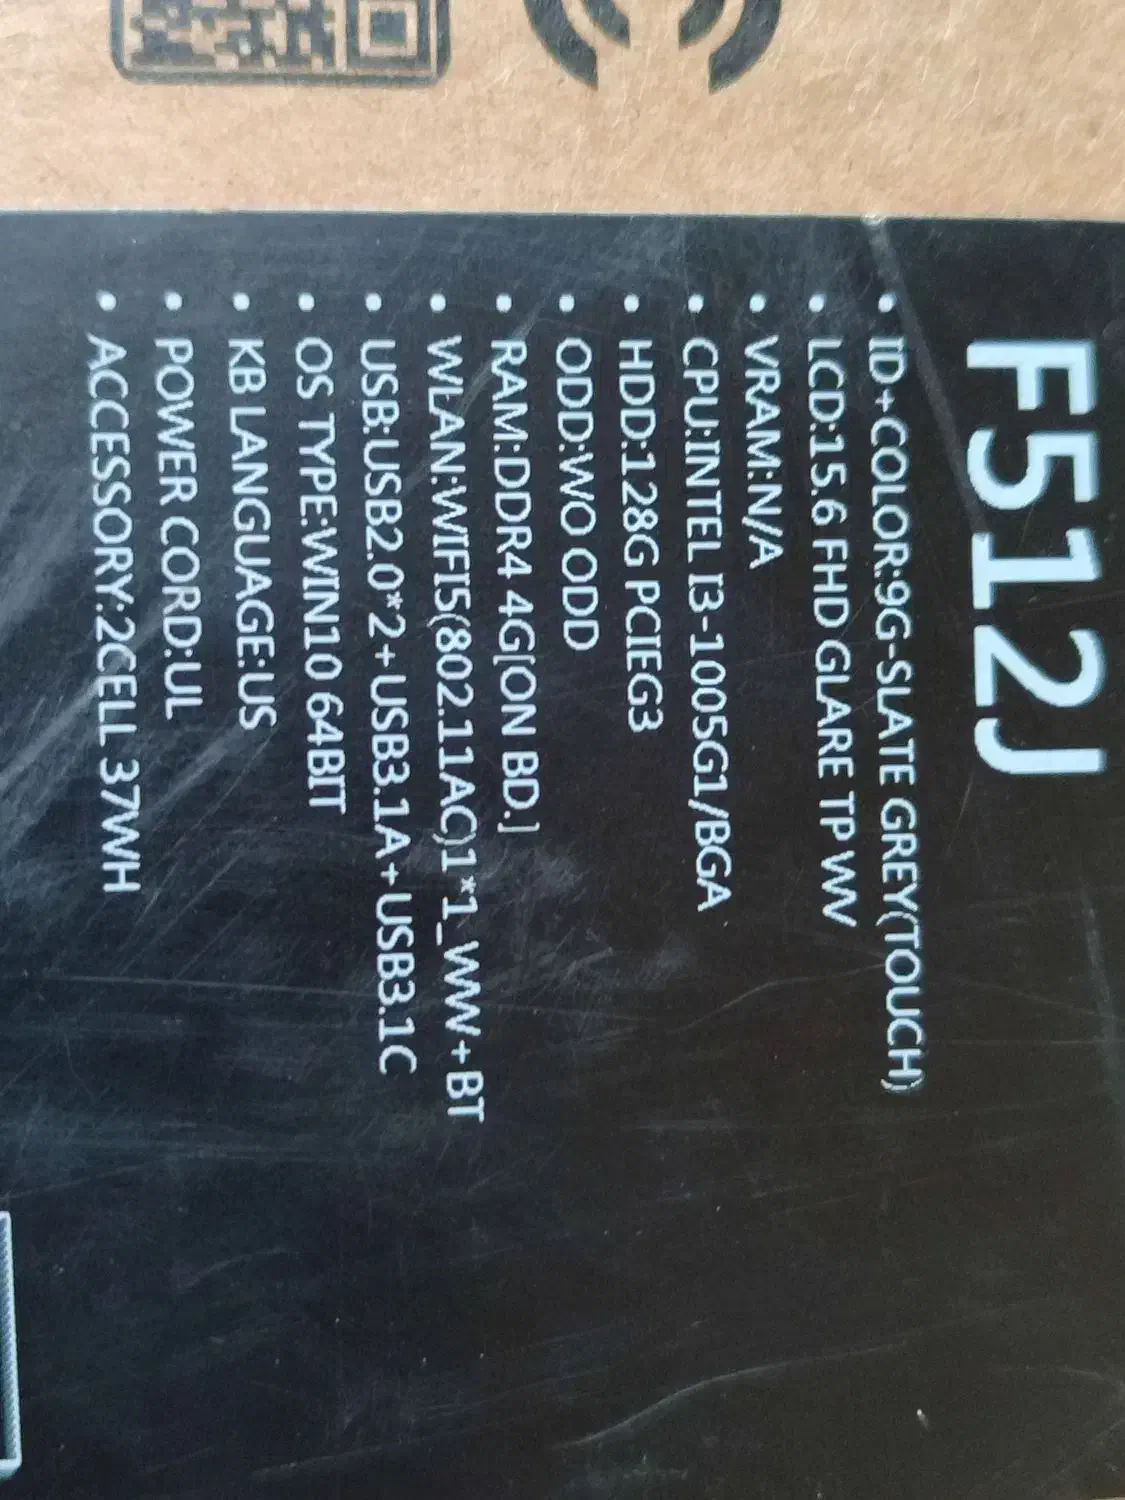 F512J
• ID+COLOR:9G-SLATE GREY(TOUCH)
• LCD:15.6 FHD GLARE TP WV
• VRAM:N/A
• CPU:INTEL I3-1005G1/BGA
• HDD:128G PCIEG3
• ODD:WO ODD
• RAM:DDR4 4G[ON BD.]
• WLAN:WIFI5(802.11AC)1*1_WW+BT
• USB:USB2.0*2+USB3.1A+USB3.1C
• OS TYPE:WIN10 64BIT
• KB LANGUAGE:US
• POWER CORD:UL
• ACCESSORY:2CELL 37WH